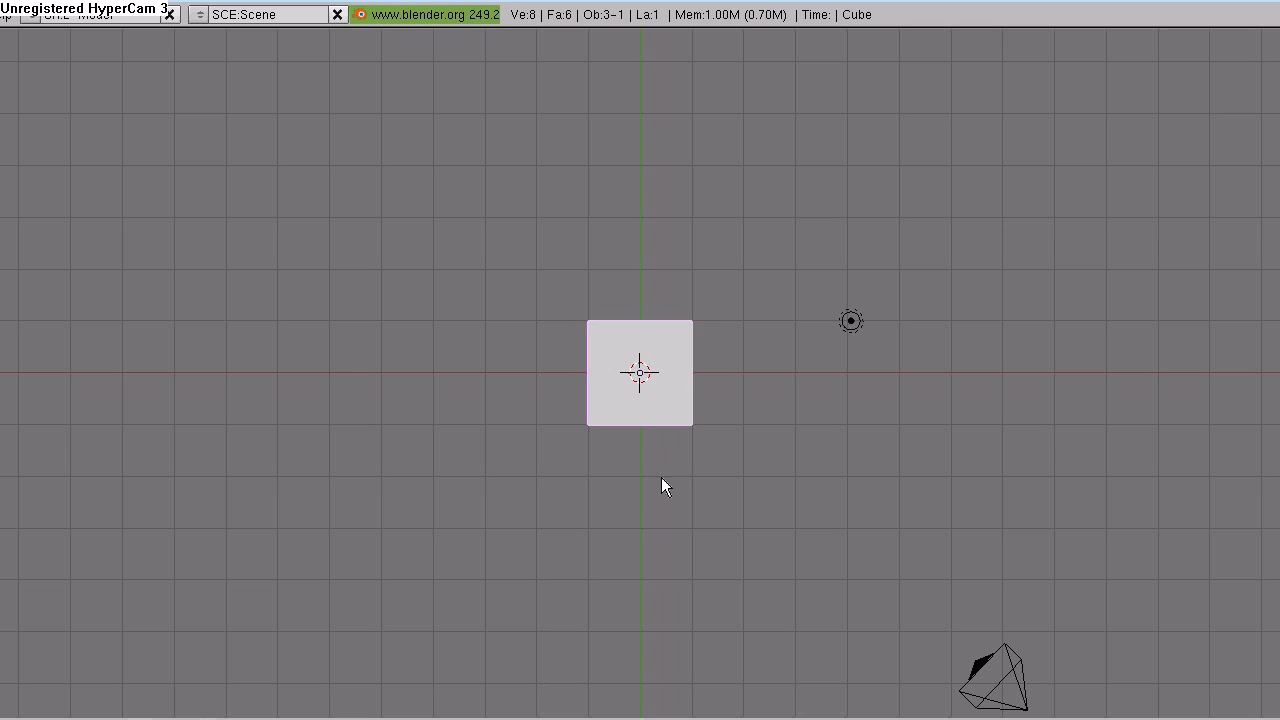 Unregistered HyperCam 3
SCE:Scene
www.blender.org 249.2
Ve:8 | Fa:6 | Ob:3-1 | La:1 | Mem:1.00M (0.70M) | Time: | Cube